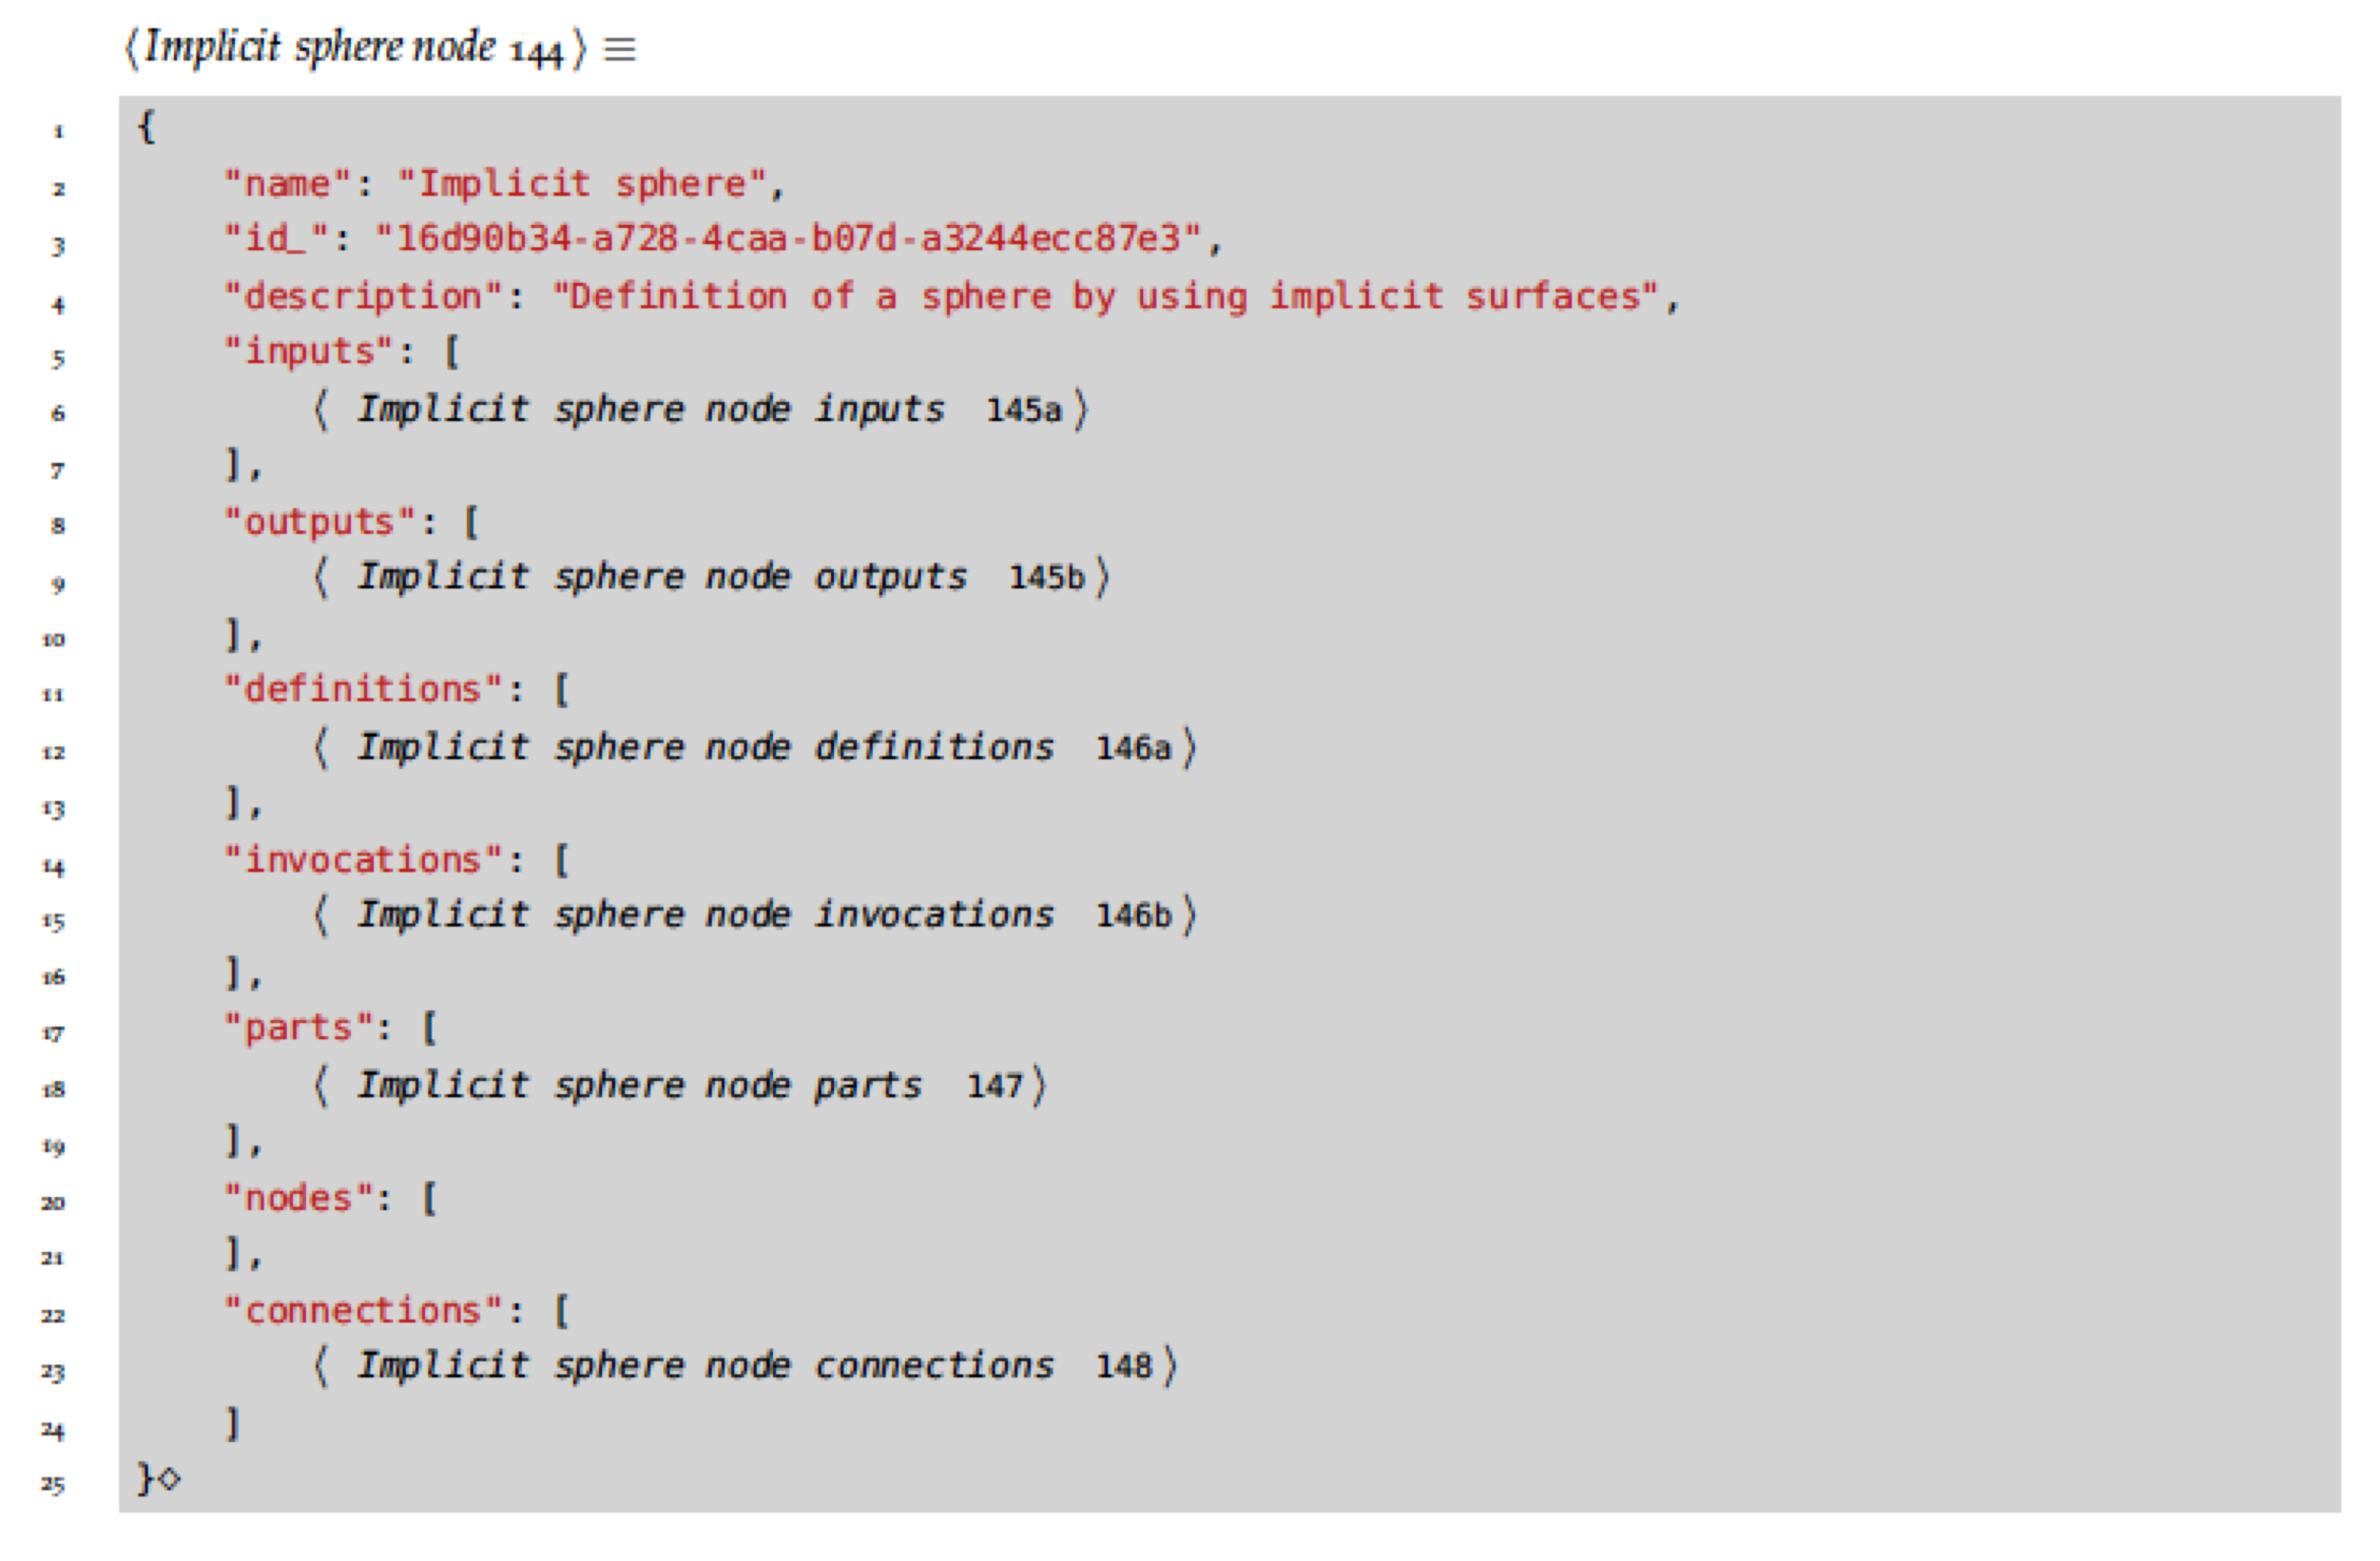 ⟨Implicit sphere node 144⟩ ≡
1 {
2 "name": "Implicit sphere",
3 "id_": "16d90b34-a728-4caa-b07d-a3244ecc87e3",
4 "description": "Definition of a sphere by using implicit surfaces",
5 "inputs": [
6 ⟨ Implicit sphere node inputs 145a⟩
7 ],
8 "outputs": [
9 ⟨ Implicit sphere node outputs 145b⟩
10 ],
11 "definitions": [
12 ⟨ Implicit sphere node definitions 146a⟩
13 ],
14 "invocations": [
15 ⟨ Implicit sphere node invocations 146b⟩
16 ],
17 "parts": [
18 ⟨ Implicit sphere node parts 147⟩
19 ],
20 "nodes": [
21 ],
22 "connections": [
23 ⟨ Implicit sphere node connections 148⟩
24 ]
25 }◇